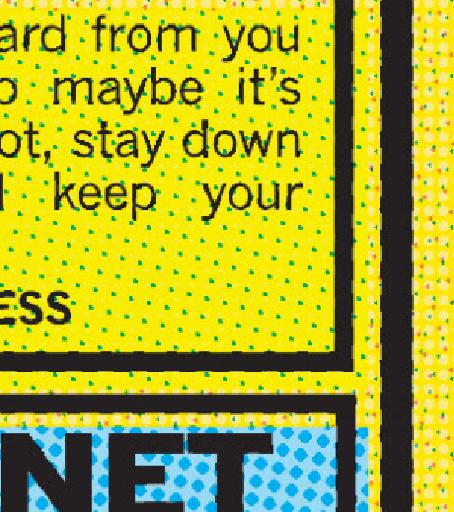 ard from you
maybe it's
ot, stay down
keep your
ESS
NET